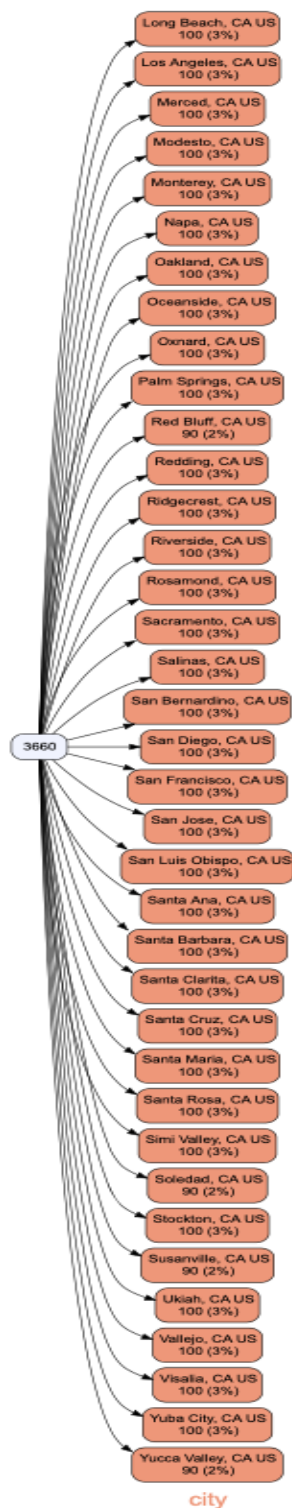 Long Beach, CA US
100 (3%)
Los Angeles, CA US
100 (3%)
Merced, CA US
100 (3%)
Modesto, CA US
100 (3%)
Monterey, CA US
100 (3%)
Napa, CA US
100 (3%)
Oakland, CA US
100 (3%)
Oceanside, CA US
100 (3%)
Oxnard, CA US
100 (3%)
Palm Springs, CA US
100 (3%)
Red Bluff, CA US
90 (2%)
Redding, CA US
100 (3%)
Ridgecrest, CA US
100 (3%)
Riverside, CA US
100 (3%)
Rosamond, CA US
100 (3%)
Sacramento, CA US
100 (3%)
Salinas, CA US
100 (3%)
San Bernardino, CA US
100 (3%)
3660
San Diego, CA US
100 (3%)
San Francisco, CA US
100 (3%)
San Jose, CA US
100 (3%)
San Luis Obispo, CA US
100 (3%)
Santa Ana, CA US
100 (3%)
Santa Barbara, CA US
100 (3%)
Santa Clarita, CA US
100 (3%)
Santa Cruz, CA US
100 (3%)
Santa Maria, CA US
100 (3%)
Santa Rosa, CA US
100 (3%)
Simi Valley, CA US
100 (3%)
Soledad, CA US
90 (2%)
Stockton, CA US
100 (3%)
Susanville, CA US
90 (2%)
Ukiah, CA US
100 (3%)
Vallejo, CA US
100 (3%)
Visalia, CA US
100 (3%)
Yuba City, CA US
100 (3%)
Yucca Valley, CA US
90 (2%)
city